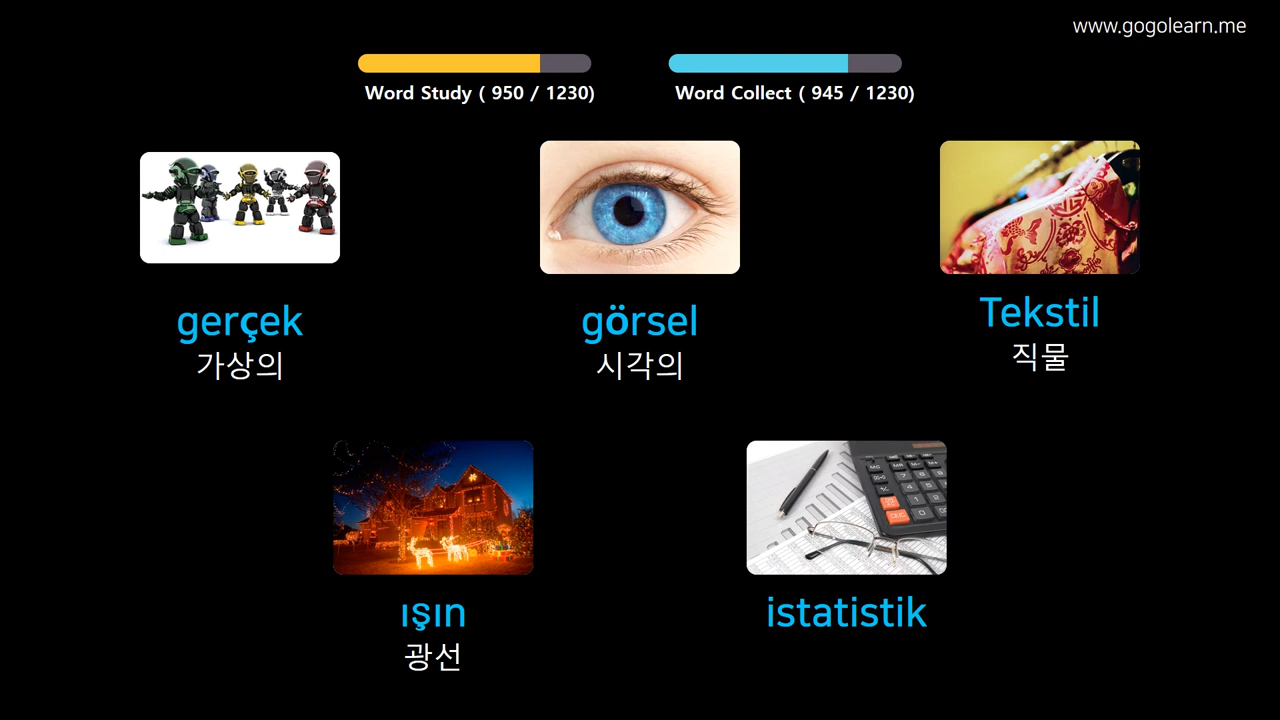 www.gogolearn.me
Word Study ( 950 / 1230)
Word Collect ( 945 / 1230)
gerçek
가상의
görsel
시각의
Tekstil
직물
ışın
광선
istatistik